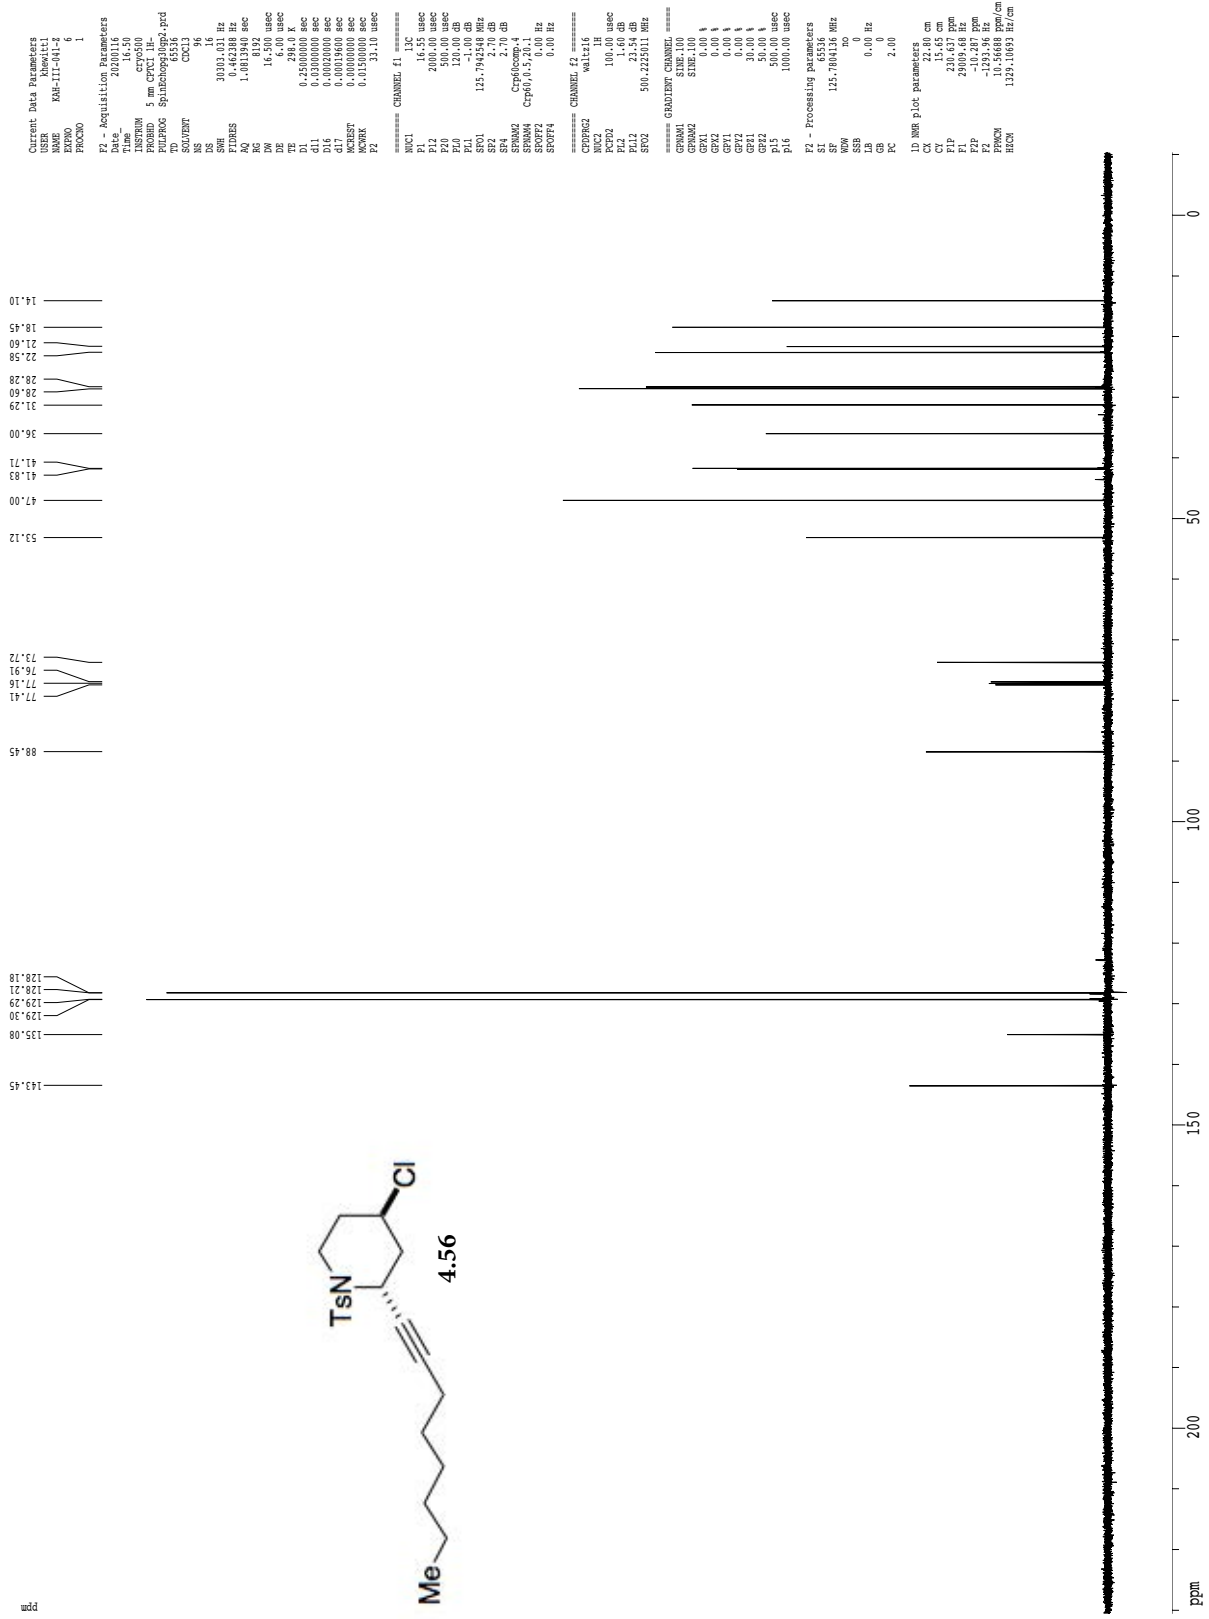 Current Data Parameters
USER khewitt1
NAME KAH-III-041-Z
EXPNO 6
PROCNO 1
F2 - Acquisition Parameters
Date_ 20200116
Time 16.50
INSTRUM cryo500
PROBHD 5 mm CPTCI 1H-
PULPROG SpinEchopg30gp2.prd
TD 65536
SOLVENT CDCl3
NS 96
DS 16
SWH 30303.031 Hz
FIDRES 0.462388 Hz
AQ 1.0813940 sec
RG 8192
DW 16.500 usec
DE 6.00 usec
TE 298.0 K
D1 0.25000000 sec
d11 0.03000000 sec
D16 0.00020000 sec
d17 0.00019600 sec
MCREST 0.00000000 sec
MCWRK 0.01500000 sec
P2 33.10 usec
======== CHANNEL f1 ========
NUC1 13C
P1 16.55 usec
P12 2000.00 usec
P20 500.00 usec
PL0 120.00 dB
PL1 -1.00 dB
SFO1 125.7942548 MHz
SP2 2.70 dB
SP4 2.70 dB
SPNAM2 Crp60comp.4
SPNAM4 Crp60,0.5,20.1
SPOFF2 0.00 Hz
SPOFF4 0.00 Hz
======== CHANNEL f2 ========
CPDPRG2 waltz16
NUC2 1H
PCPD2 100.00 usec
PL2 1.60 dB
PL12 23.54 dB
SFO2 500.2225011 MHz
====== GRADIENT CHANNEL =====
GPNAM1 SINE.100
GPNAM2 SINE.100
GPX1 0.00 %
GPX2 0.00 %
GPY1 0.00 %
GPY2 0.00 %
GPZ1 30.00 %
GPZ2 50.00 %
p15 500.00 usec
p16 1000.00 usec
F2 - Processing parameters
SI 65536
SF 125.7804136 MHz
WDW no
SSB 0
LB 0.00 Hz
GB 0
PC 2.00
1D NMR plot parameters
CX 22.80 cm
CY 15.65 cm
F1P 230.637 ppm
F1 29009.68 Hz
F2P -10.287 ppm
F2 -1293.96 Hz
PPMCM 10.56688 ppm/cm
HZCM 1329.10693 Hz/cm
ppm
143.45
135.08
129.30
129.29
128.21
128.18
88.45
77.41
77.16
76.91
73.72
53.12
47.00
41.83
41.71
36.00
31.29
28.60
28.28
22.58
21.60
18.45
14.10
TsN
Cl
Me
4.56
ppm 200 150 100 50 0